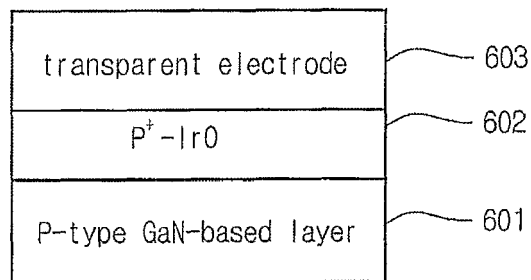 transparent electrode
603
P⁺-IrO
602
P-type GaN-based layer
601